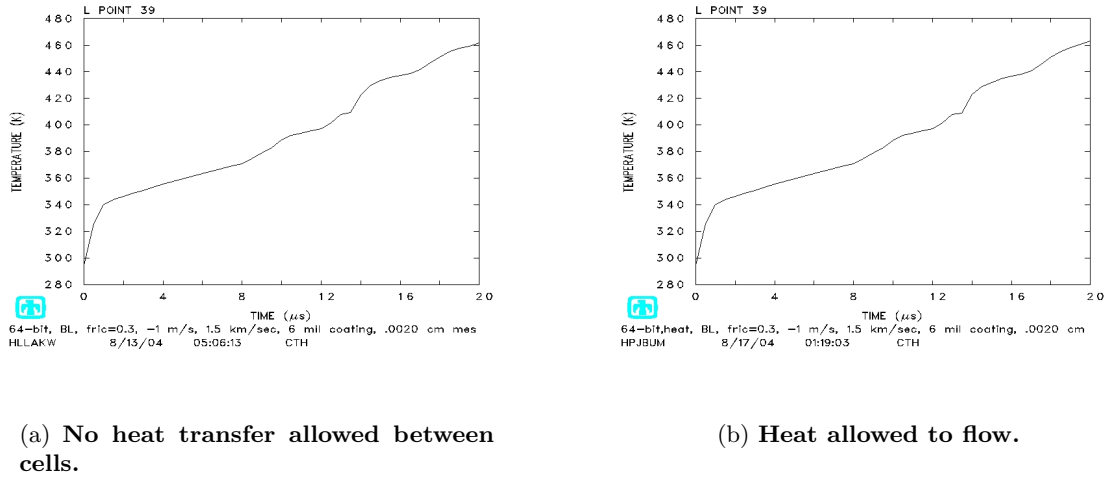 L POINT 39
480
460
440
420
400
380
360
340
320
300
280
TEMPERATURE (K)
0 4 8 12 16 20
TIME (μs)
64-bit, BL, fric=0.3, -1 m/s, 1.5 km/sec, 6 mil coating, .0020 cm mes
HLLAKW 8/13/04 05:06:13 CTH
(a) No heat transfer allowed between
cells.
L POINT 39
480
460
440
420
400
380
360
340
320
300
280
TEMPERATURE (K)
0 4 8 12 16 20
TIME (μs)
64-bit,heat, BL, fric=0.3, -1 m/s, 1.5 km/sec, 6 mil coating, .0020 cm
HPJBUM 8/17/04 01:19:03 CTH
(b) Heat allowed to flow.